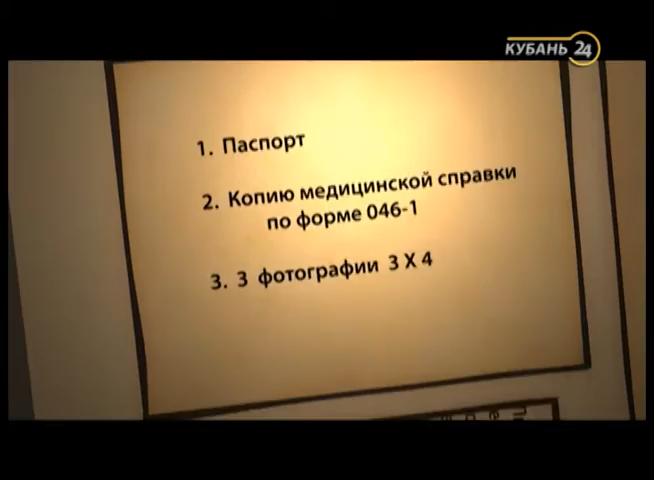 КУБАНЬ 24
1. Паспорт
2. Копию медицинской справки
по форме 046-1
3. 3 фотографии 3 Х 4